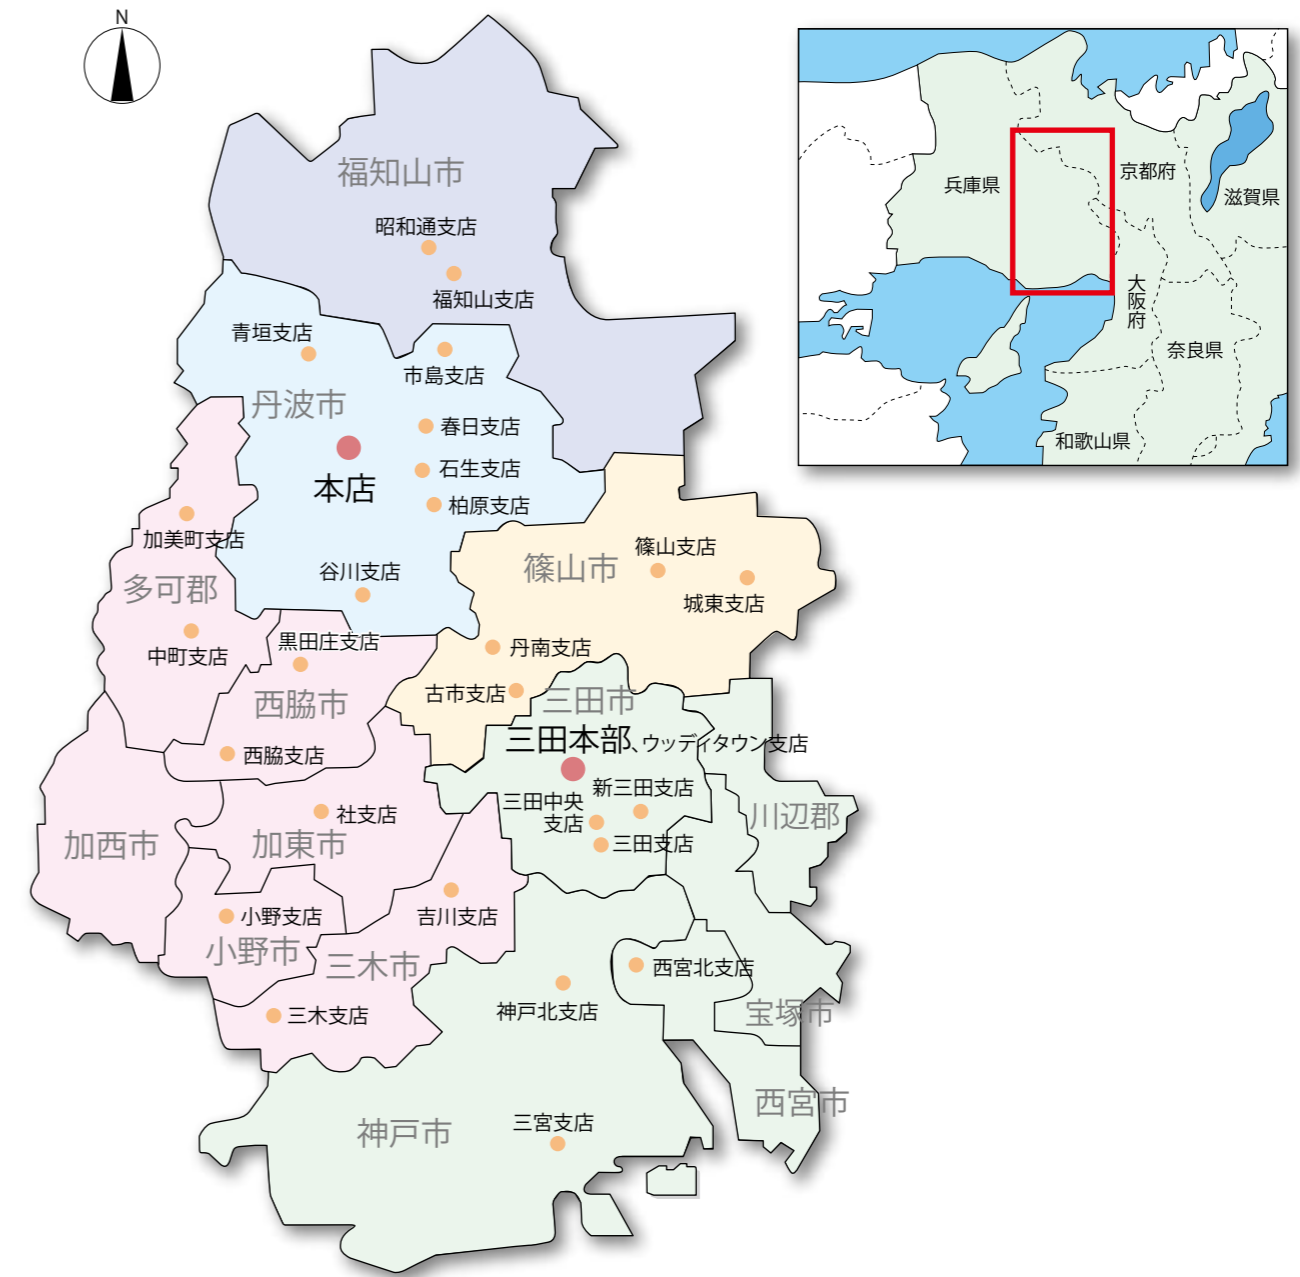 N
福知山市
昭和通支店
福知山支店
青垣支店
市島支店
丹波市
春日支店
本店
石生支店
柏原支店
加美町支店
谷川支店
多可郡
中町支店
篠山市
篠山支店
城東支店
丹南支店
古市支店
黒田庄支店
西脇市
西脇支店
三田市
三田本部、ウッディタウン支店
新三田支店
三田中央
支店
三田支店
川辺郡
加西市
社支店
加東市
小野支店
小野市
吉川支店
三木市
三木支店
神戸北支店
西宮北支店
宝塚市
西宮市
神戸市
三宮支店
兵庫県
京都府
滋賀県
大阪府
奈良県
和歌山県